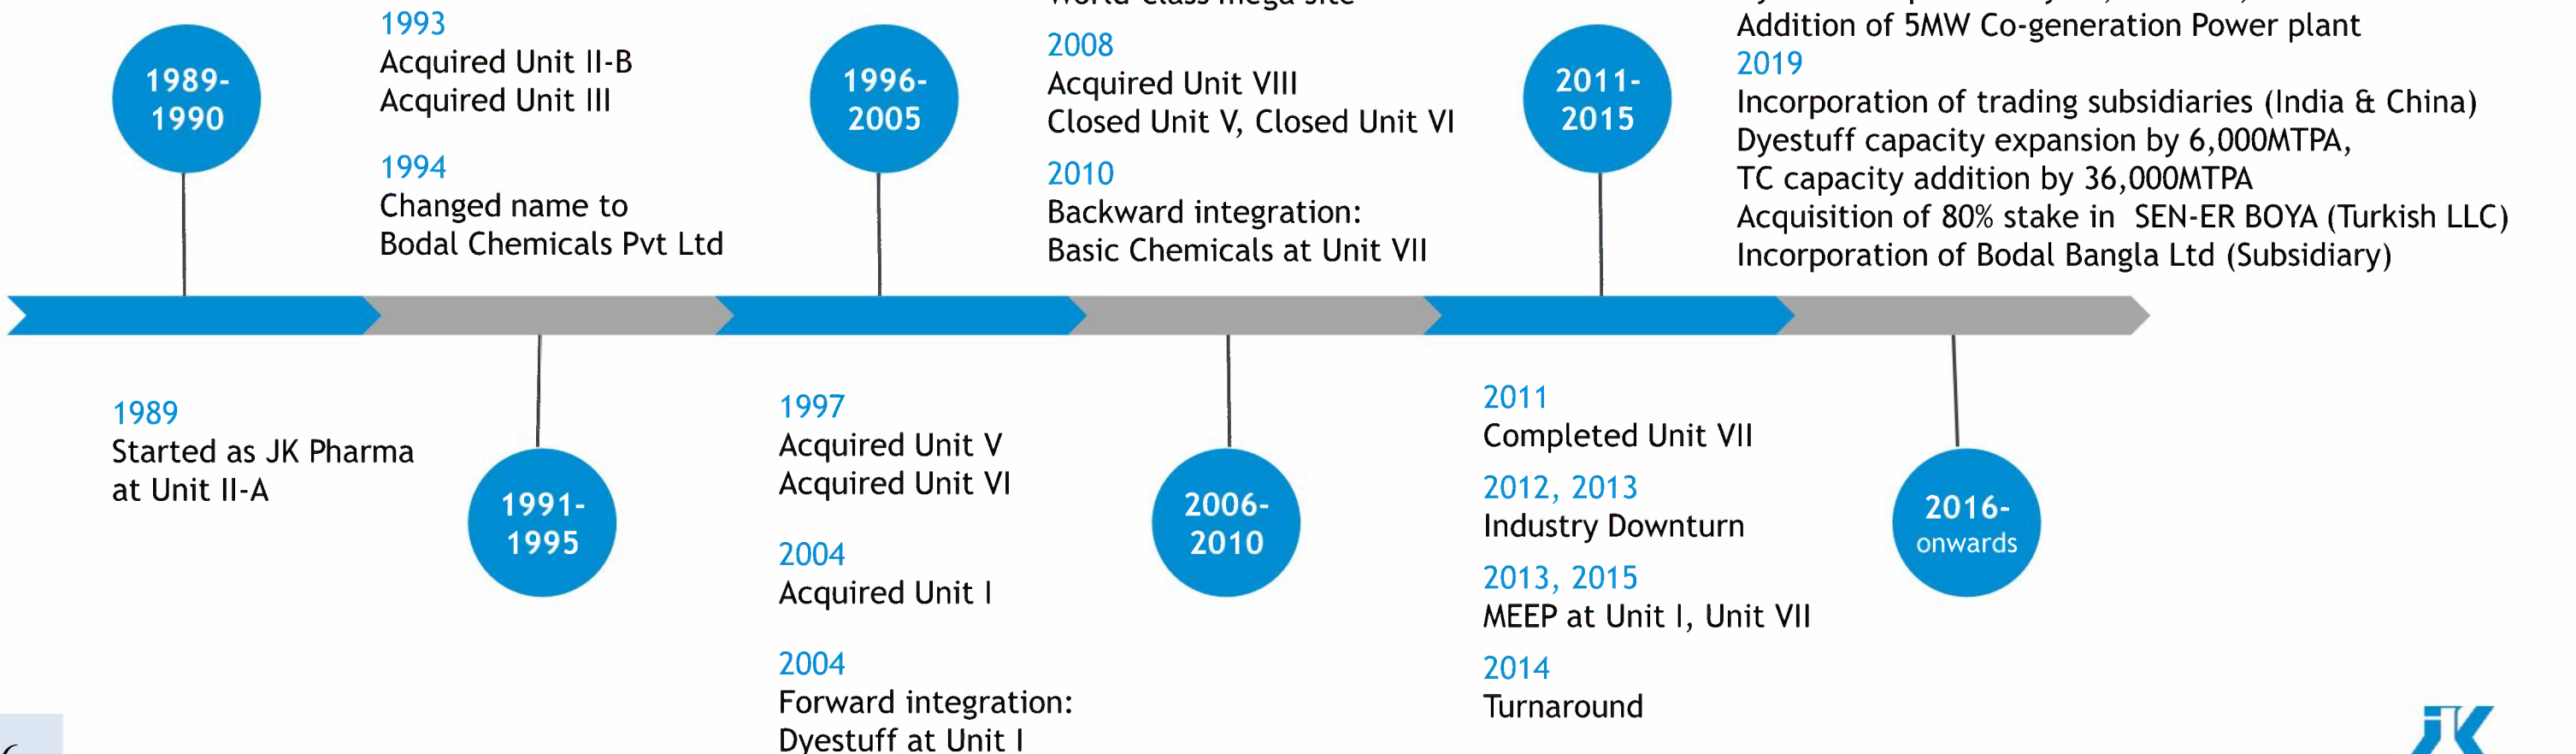 1989-
1990
1993
Acquired Unit II-B
Acquired Unit III
1994
Changed name to
Bodal Chemicals Pvt Ltd
1996-
2005
2008
Acquired Unit VIII
Closed Unit V, Closed Unit VI
2010
Backward integration:
Basic Chemicals at Unit VII
2011-
2015
Addition of 5MW Co-generation Power plant
2019
Incorporation of trading subsidiaries (India & China)
Dyestuff capacity expansion by 6,000MTPA,
TC capacity addition by 36,000MTPA
Acquisition of 80% stake in SEN-ER BOYA (Turkish LLC)
Incorporation of Bodal Bangla Ltd (Subsidiary)
1989
Started as JK Pharma
at Unit II-A
1991-
1995
1997
Acquired Unit V
Acquired Unit VI
2004
Acquired Unit I
2004
Forward integration:
Dyestuff at Unit I
2006-
2010
2011
Completed Unit VII
2012, 2013
Industry Downturn
2013, 2015
MEEP at Unit I, Unit VII
2014
Turnaround
2016-
onwards
JK